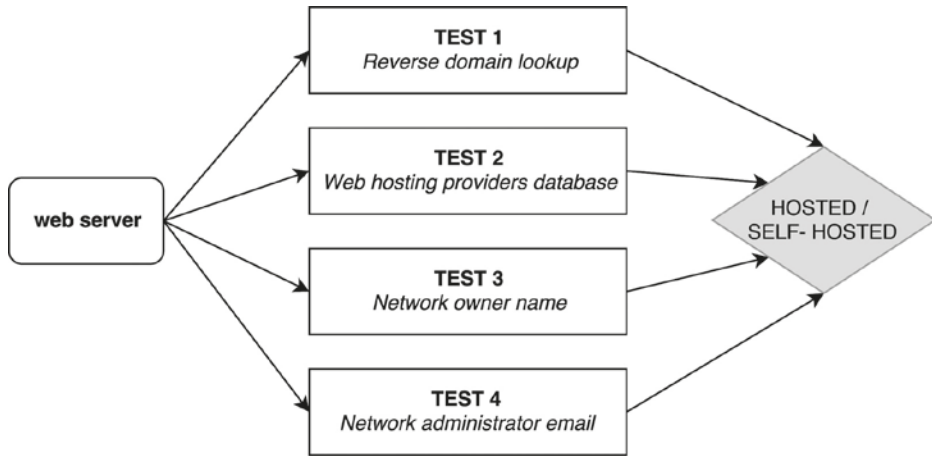 TEST 1
Reverse domain lookup
TEST 2
Web hosting providers database
web server
HOSTED /
SELF- HOSTED
TEST 3
Network owner name
TEST 4
Network administrator email